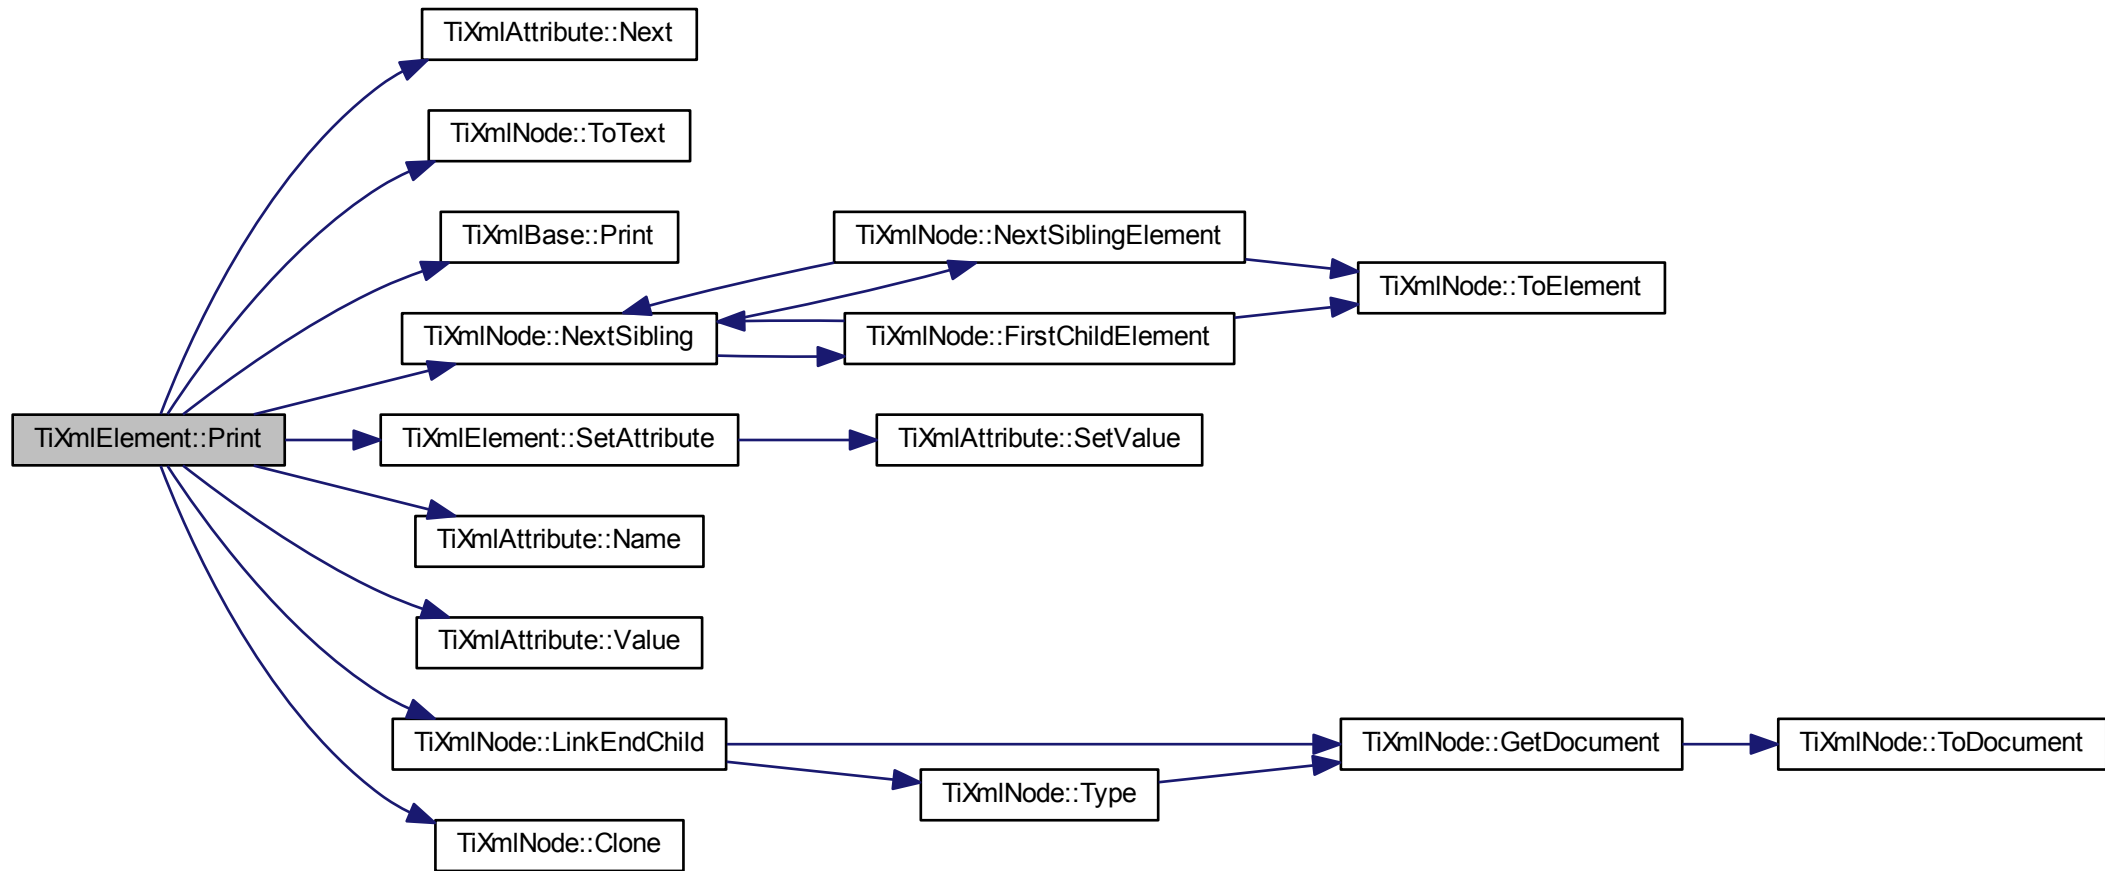 TiXmlAttribute::Next
TiXmlNode::ToText
TiXmlBase::Print
TiXmlNode::NextSiblingElement
TiXmlNode::ToElement
TiXmlNode::NextSibling
TiXmlNode::FirstChildElement
TiXmlElement::Print
TiXmlElement::SetAttribute
TiXmlAttribute::SetValue
TiXmlAttribute::Name
TiXmlAttribute::Value
TiXmlNode::LinkEndChild
TiXmlNode::GetDocument
TiXmlNode::ToDocument
TiXmlNode::Type
TiXmlNode::Clone